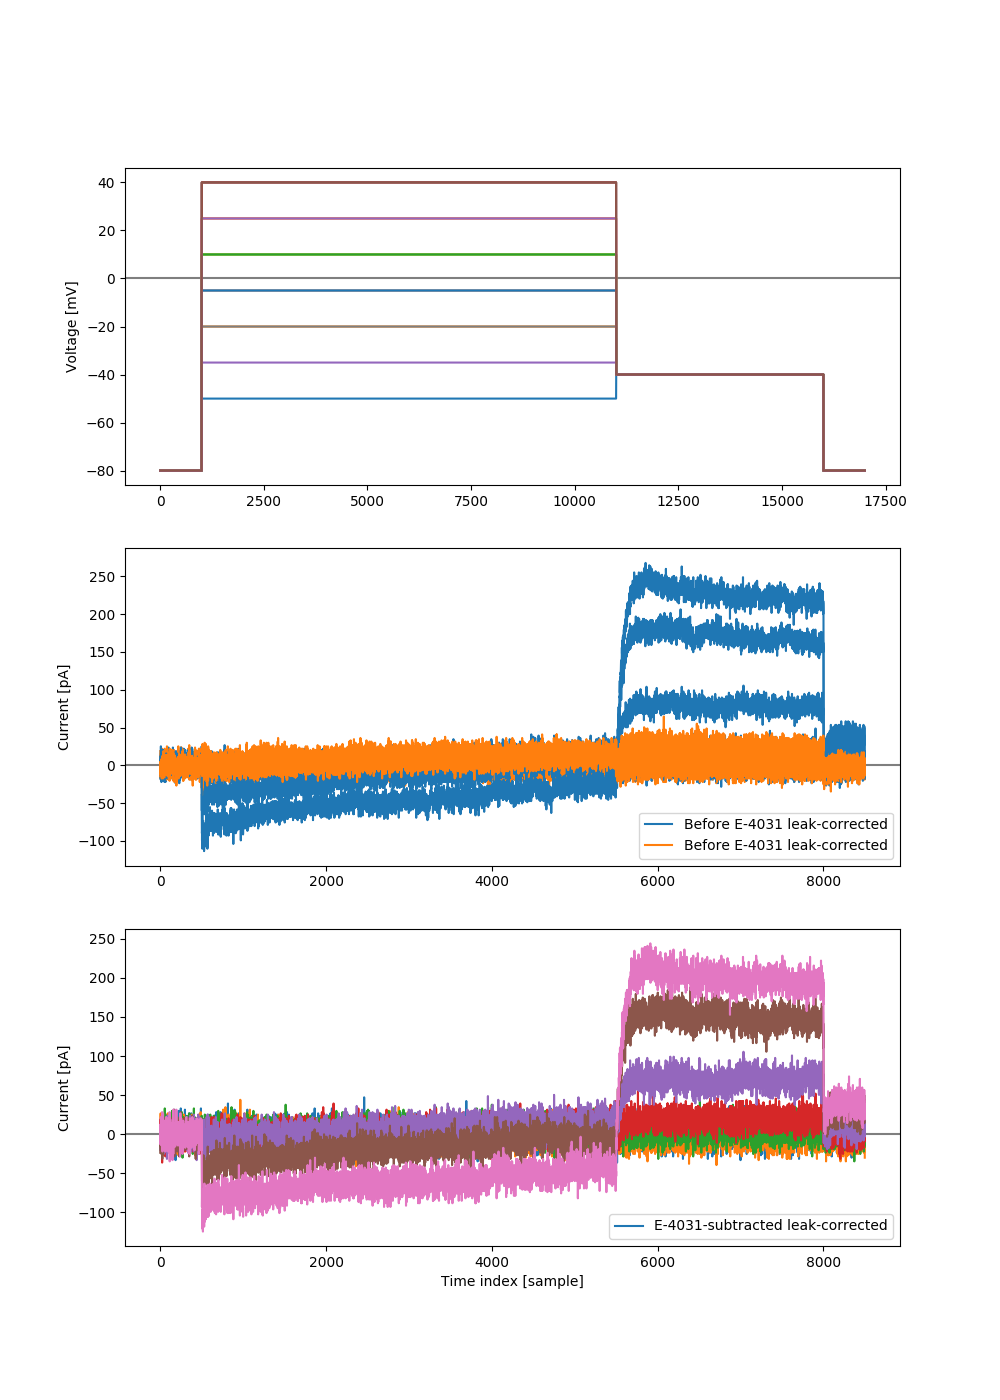 Voltage [mV]
40
20
0
−20
−40
−60
−80
0 2500 5000 7500 10000 12500 15000 17500
Current [pA]
250
200
150
100
50
0
−50
−100
Before E-4031 leak-corrected
Before E-4031 leak-corrected
0 2000 4000 6000 8000
Current [pA]
250
200
150
100
50
0
−50
−100
E-4031-subtracted leak-corrected
0 2000 4000 6000 8000
Time index [sample]